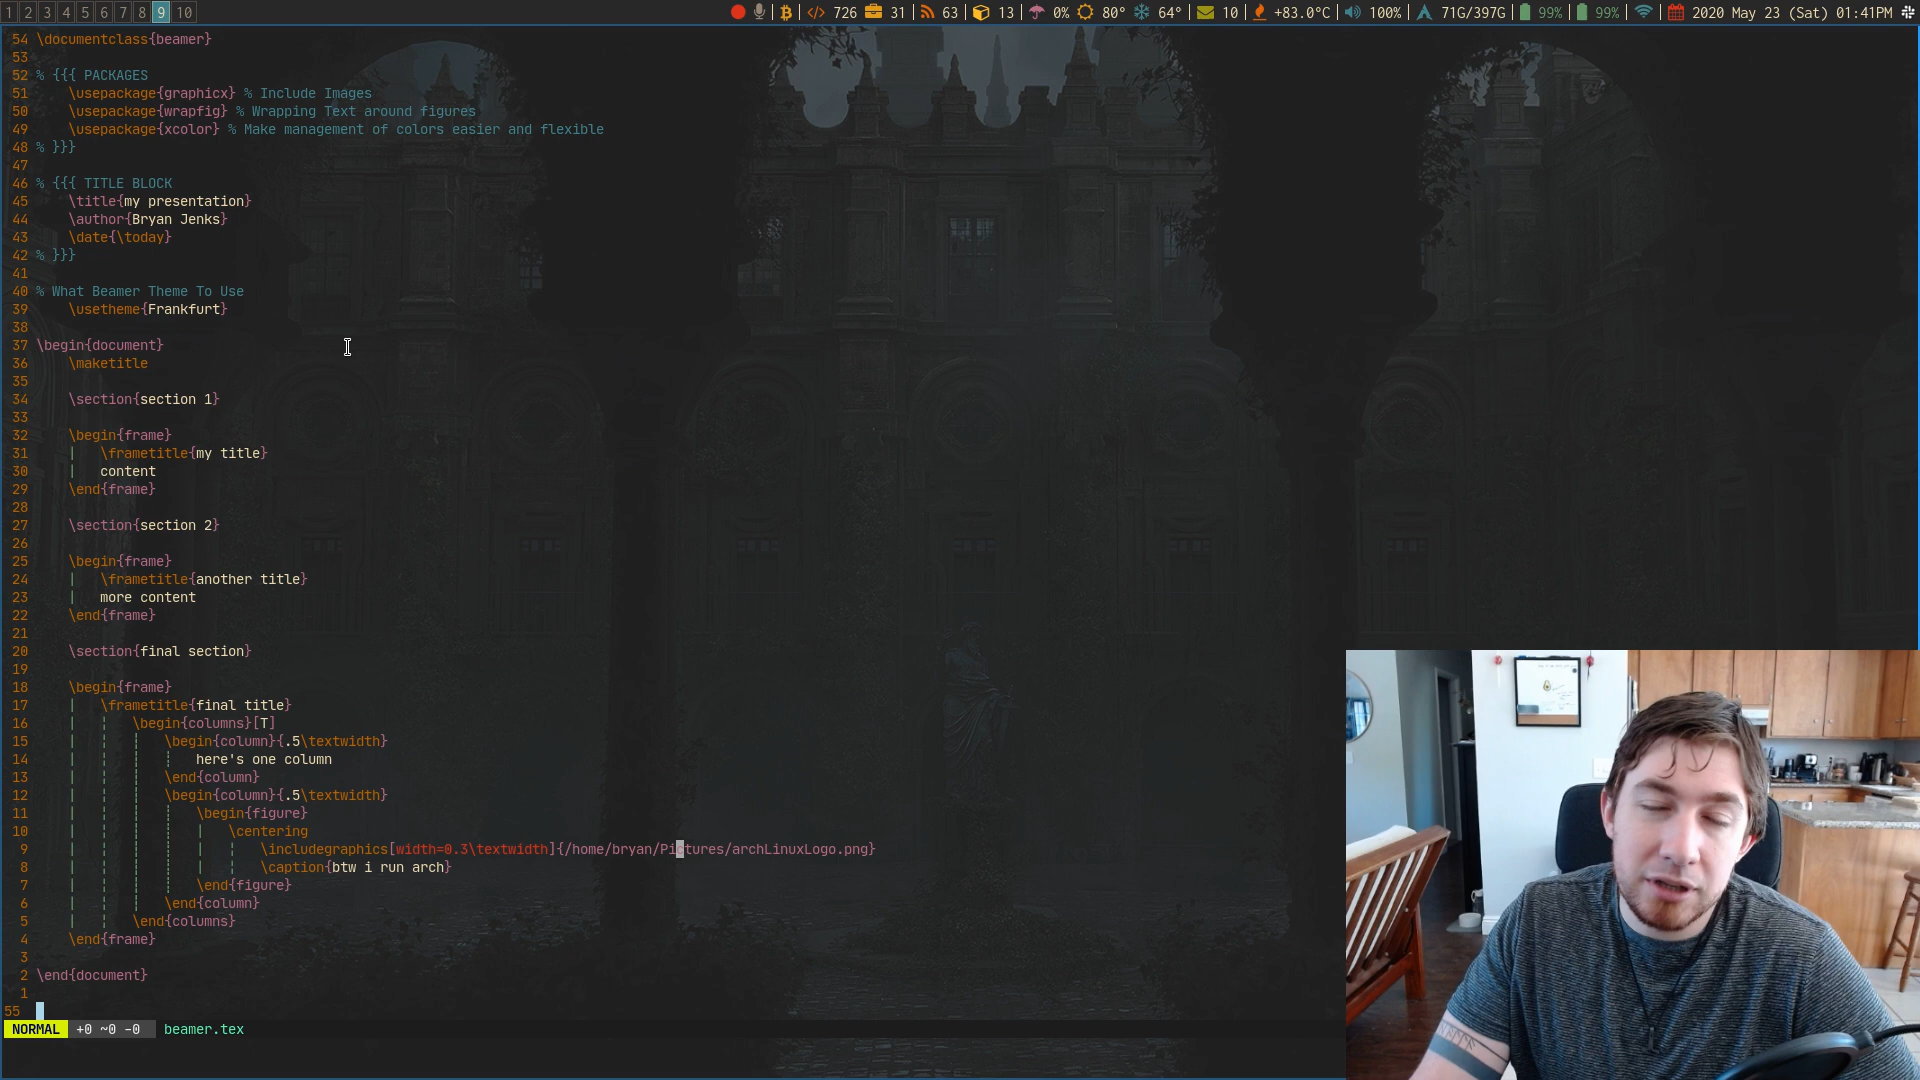 1 2 3 4 5 6 7 8 9 10 726 31 63 13 0% 80° 64° 10 +83.0°C 100% 71G/397G 99% 99% 2020 May 23 (Sat) 01:41PM
54 \documentclass{beamer}
53
52 % {{{ PACKAGES
51 \usepackage{graphicx} % Include Images
50 \usepackage{wrapfig} % Wrapping Text around figures
49 \usepackage{xcolor} % Make management of colors easier and flexible
48 % }}}
47
46 % {{{ TITLE BLOCK
45 \title{my presentation}
44 \author{Bryan Jenks}
43 \date{\today}
42 % }}}
41
40 % What Beamer Theme To Use
39 \usetheme{Frankfurt}
38
37 \begin{document}
36 \maketitle
35
34 \section{section 1}
33
32 \begin{frame}
31 \frametitle{my title}
30 content
29 \end{frame}
28
27 \section{section 2}
26
25 \begin{frame}
24 \frametitle{another title}
23 more content
22 \end{frame}
21
20 \section{final section}
19
18 \begin{frame}
17 \frametitle{final title}
16 \begin{columns}[T]
15 \begin{column}{.5\textwidth}
14 here's one column
13 \end{column}
12 \begin{column}{.5\textwidth}
11 \begin{figure}
10 \centering
9 \includegraphics[width=0.3\textwidth]{/home/bryan/Pictures/archLinuxLogo.png}
8 \caption{btw i run arch}
7 \end{figure}
6 \end{column}
5 \end{columns}
4 \end{frame}
3
2 \end{document}
1
55
NORMAL +0 ~0 -0 beamer.tex